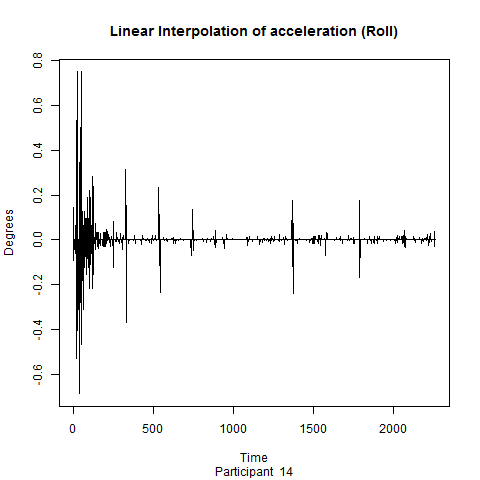 Linear Interpolation of acceleration (Roll)
0.8
0.6
0.4
0.2
0.0
-0.2
-0.4
-0.6
Degrees
0 500 1000 1500 2000
Time
Participant 14